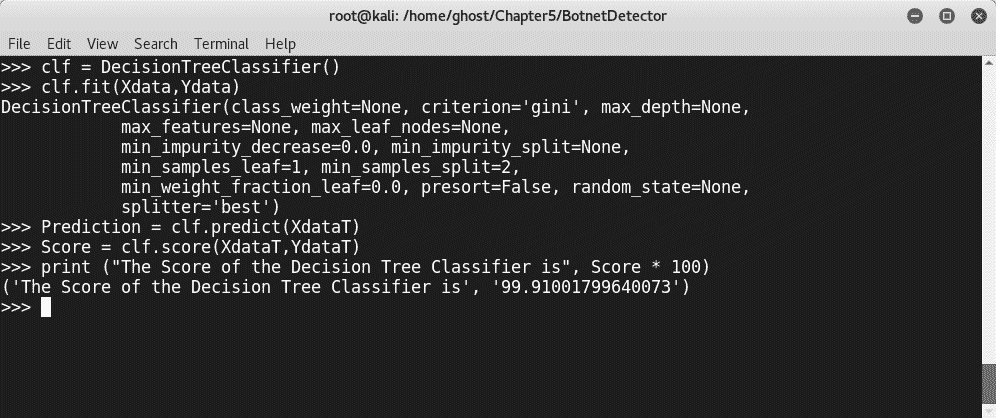 root@kali: /home/ghost/Chapter5/BotnetDetector
File Edit View Search Terminal Help
>>> clf = DecisionTreeClassifier()
>>> clf.fit(Xdata,Ydata)
DecisionTreeClassifier(class_weight=None, criterion='gini', max_depth=None,
            max_features=None, max_leaf_nodes=None,
            min_impurity_decrease=0.0, min_impurity_split=None,
            min_samples_leaf=1, min_samples_split=2,
            min_weight_fraction_leaf=0.0, presort=False, random_state=None,
            splitter='best')
>>> Prediction = clf.predict(XdataT)
>>> Score = clf.score(XdataT,YdataT)
>>> print ("The Score of the Decision Tree Classifier is", Score * 100)
('The Score of the Decision Tree Classifier is', '99.91001799640073')
>>>